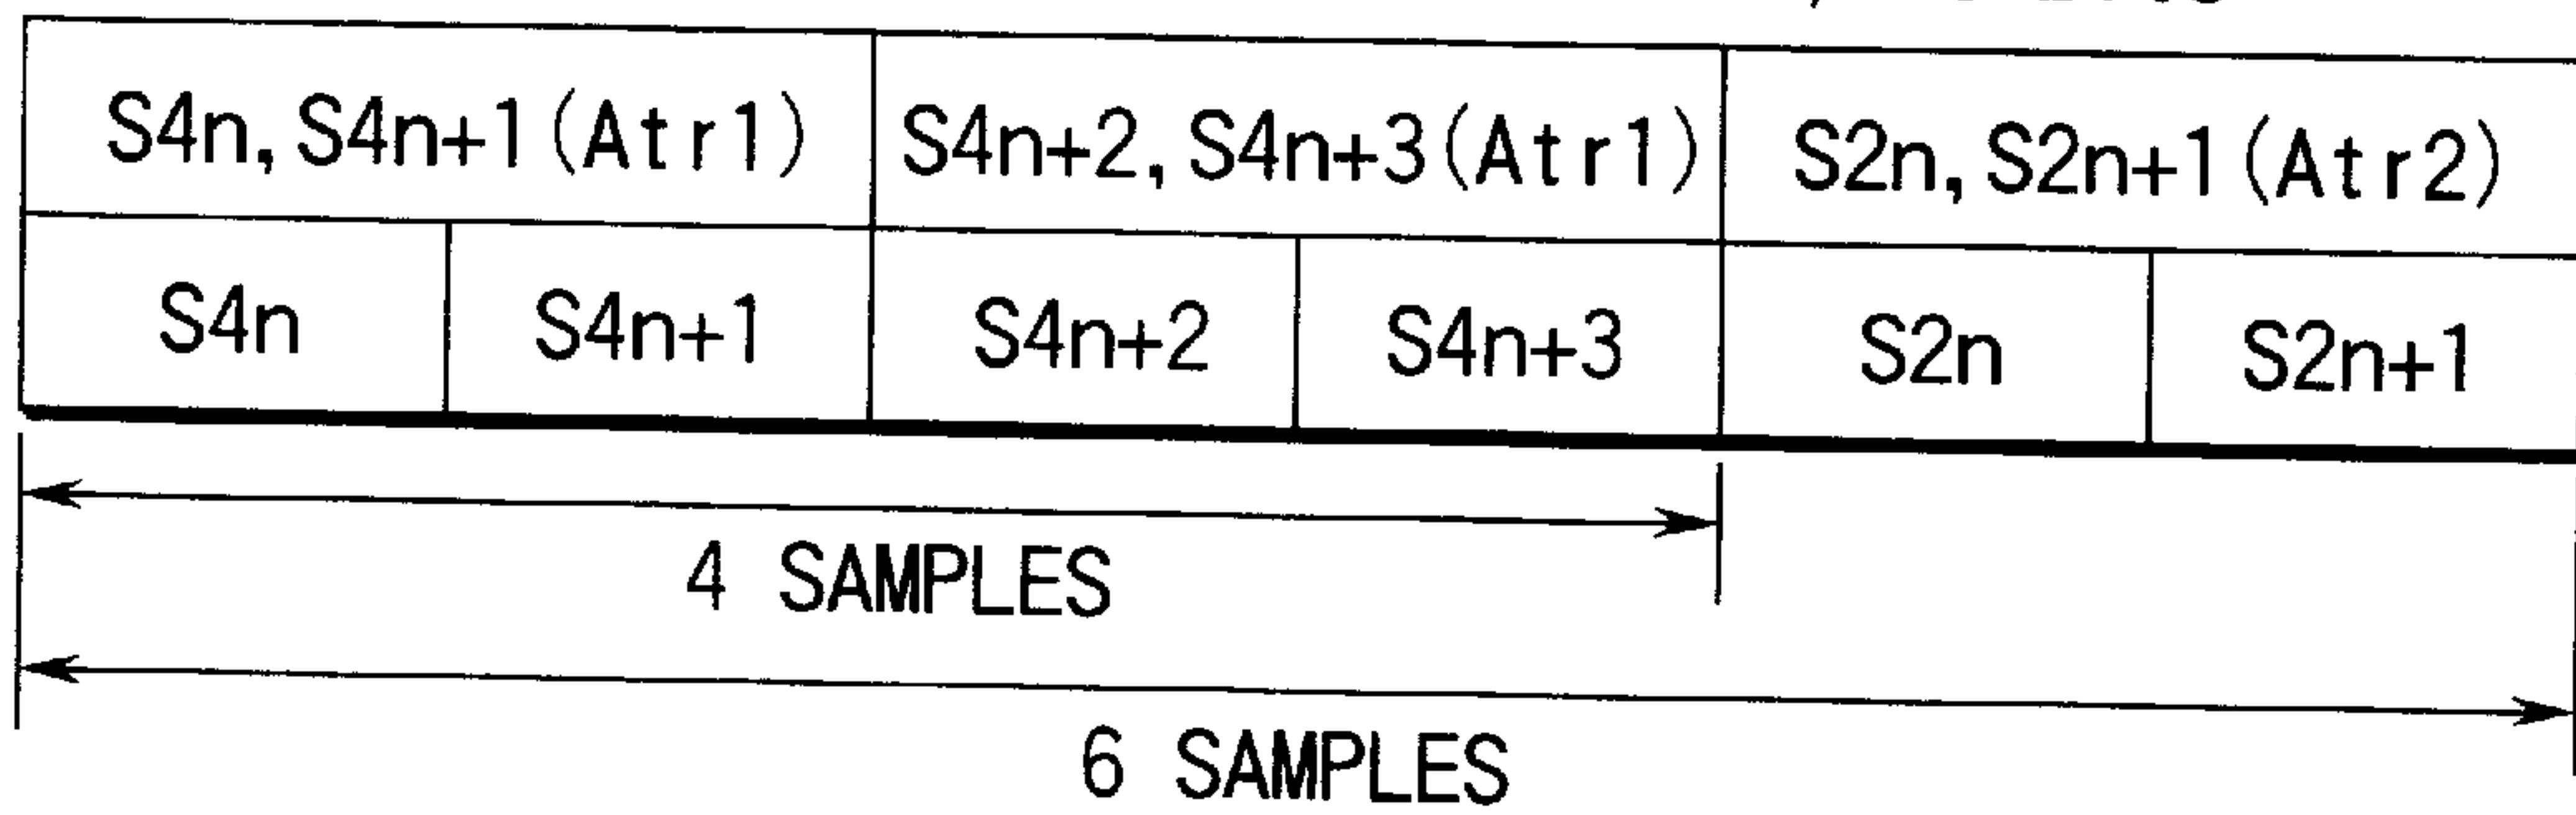 S4n, S4n+1(Atr1) S4n+2, S4n+3(Atr1) S2n, S2n+1(Atr2)
S4n S4n+1 S4n+2 S4n+3 S2n S2n+1
4 SAMPLES
6 SAMPLES